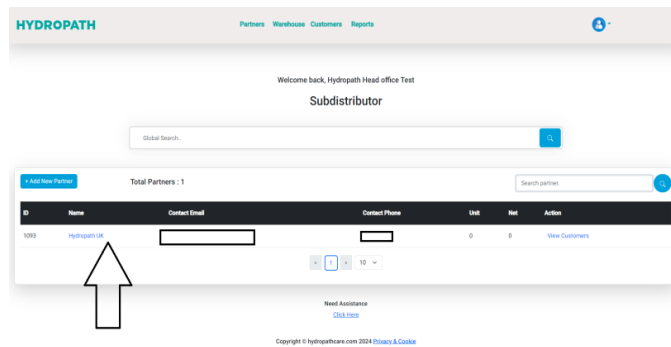 HYDROPATH
Partners Warehouse Customers Reports
Welcome back, Hydropath Head office Test
Subdistributor
Global Search..
+ Add New Partner
Total Partners : 1
Search partner.
ID Name Contact Email Contact Phone Unit Net Action
1093 Hydropath UK 0 0 View Customers
« 1 » 10
Need Assistance
Click Here
Copyright © hydropathcare.com 2024 Privacy & Cookie